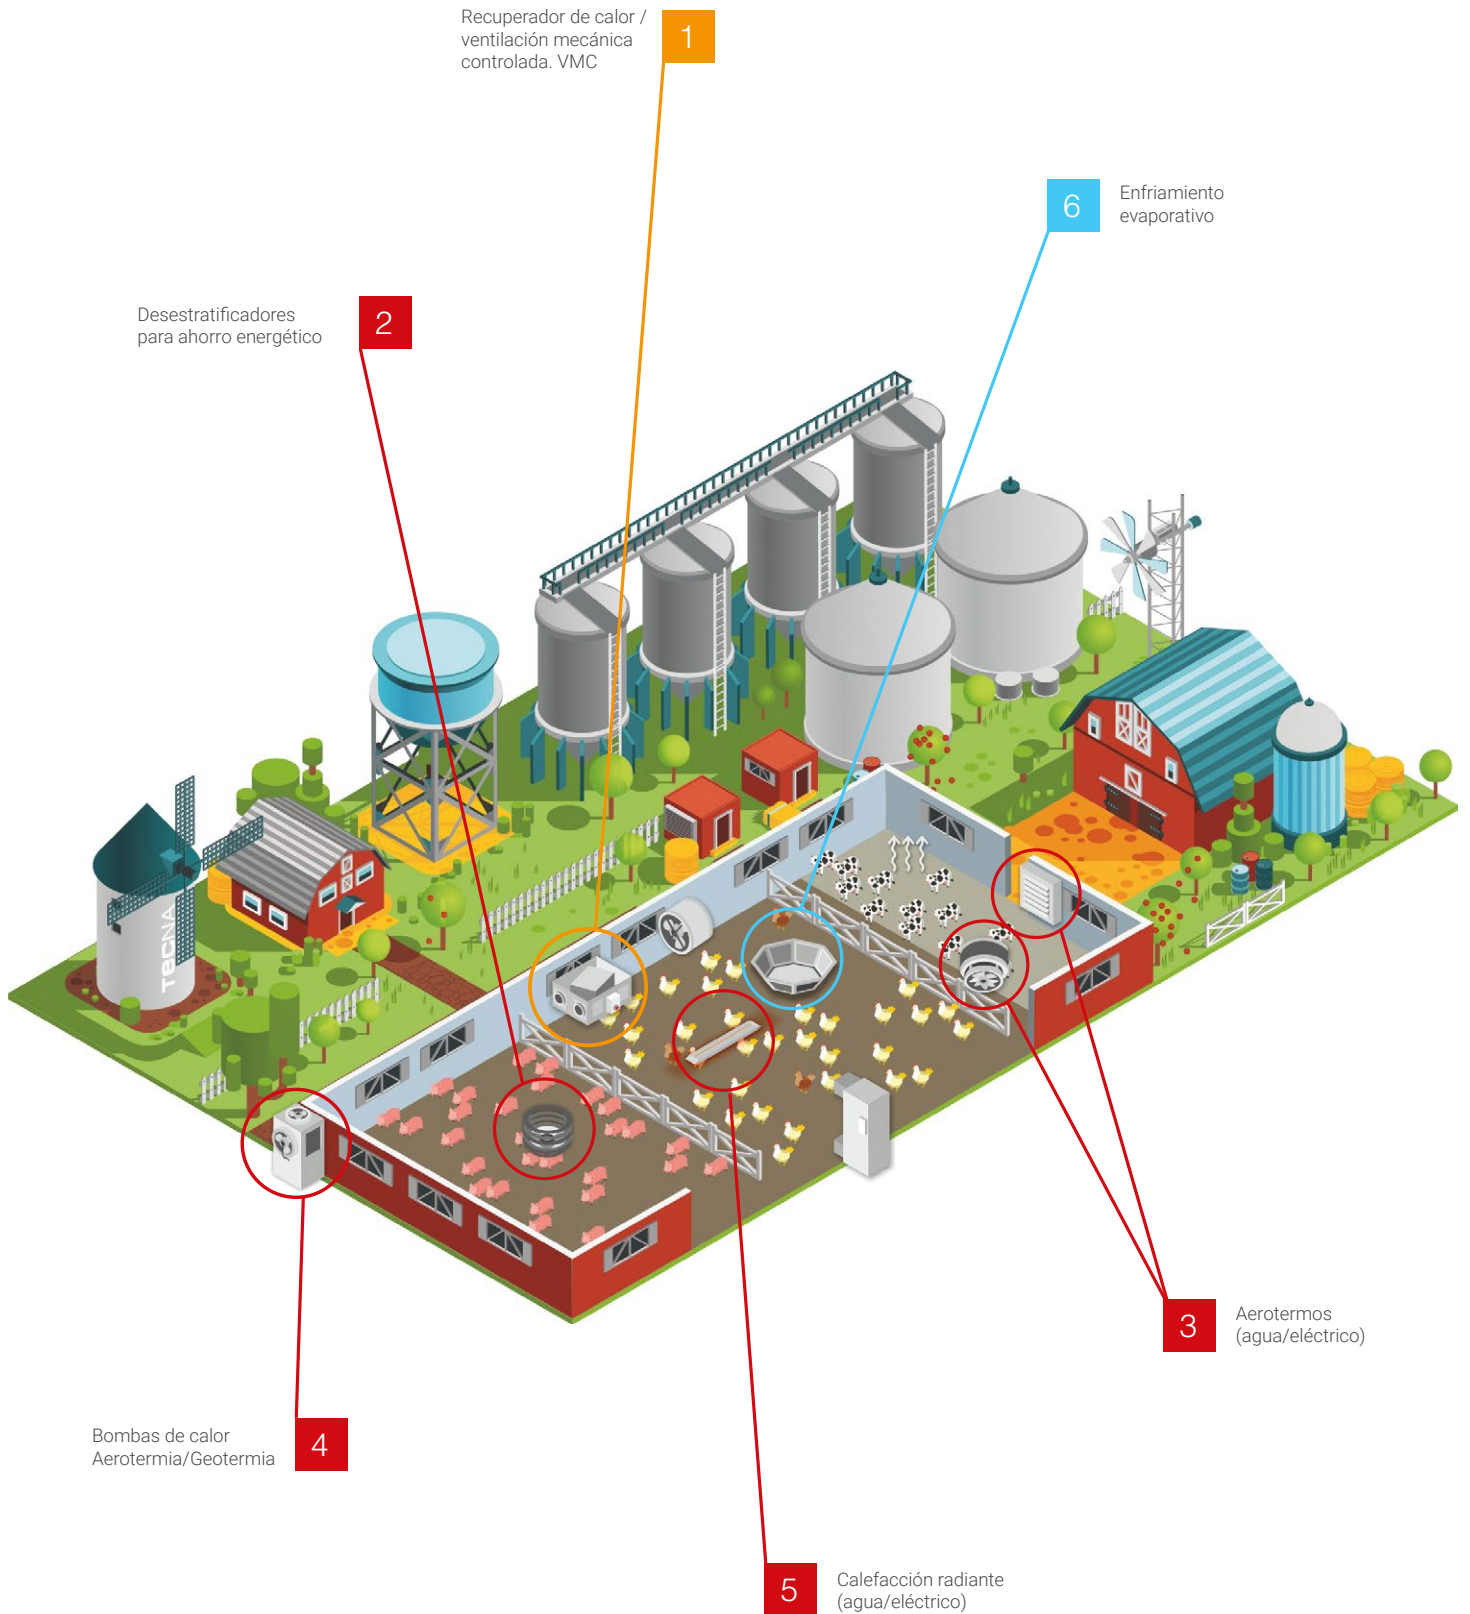 Recuperador de calor /
ventilación mecánica
controlada. VMC
1
6
Enfriamiento
evaporativo
Desestratificadores
para ahorro energético
2
TECNA
3
Aerotermos
(agua/eléctrico)
Bombas de calor
Aerotermia/Geotermia
4
5
Calefacción radiante
(agua/eléctrico)